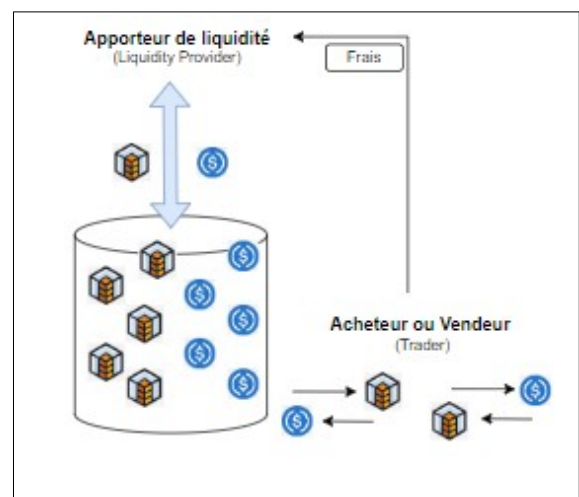 Apporteur de liquidité
(Liquidity Provider)
Frais
Acheteur ou Vendeur
(Trader)